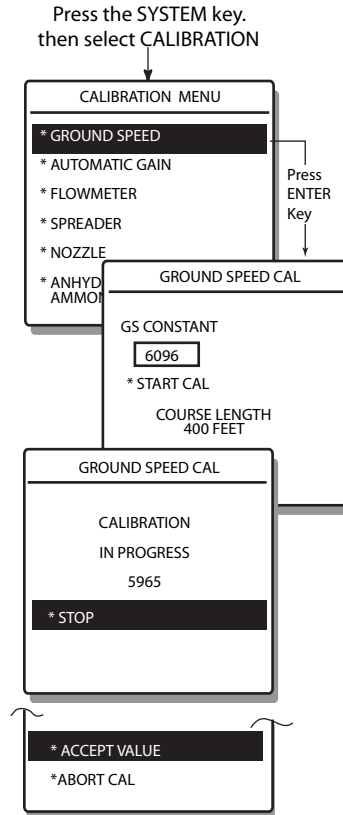 Press the SYSTEM key.
then select CALIBRATION
CALIBRATION MENU
* GROUND SPEED
* AUTOMATIC GAIN
* FLOWMETER
* SPREADER
* NOZZLE
* ANHYD
AMMO
Press
ENTER
Key
GROUND SPEED CAL
GS CONSTANT
6096
* START CAL
COURSE LENGTH
400 FEET
GROUND SPEED CAL
CALIBRATION
IN PROGRESS
5965
* STOP
* ACCEPT VALUE
*ABORT CAL